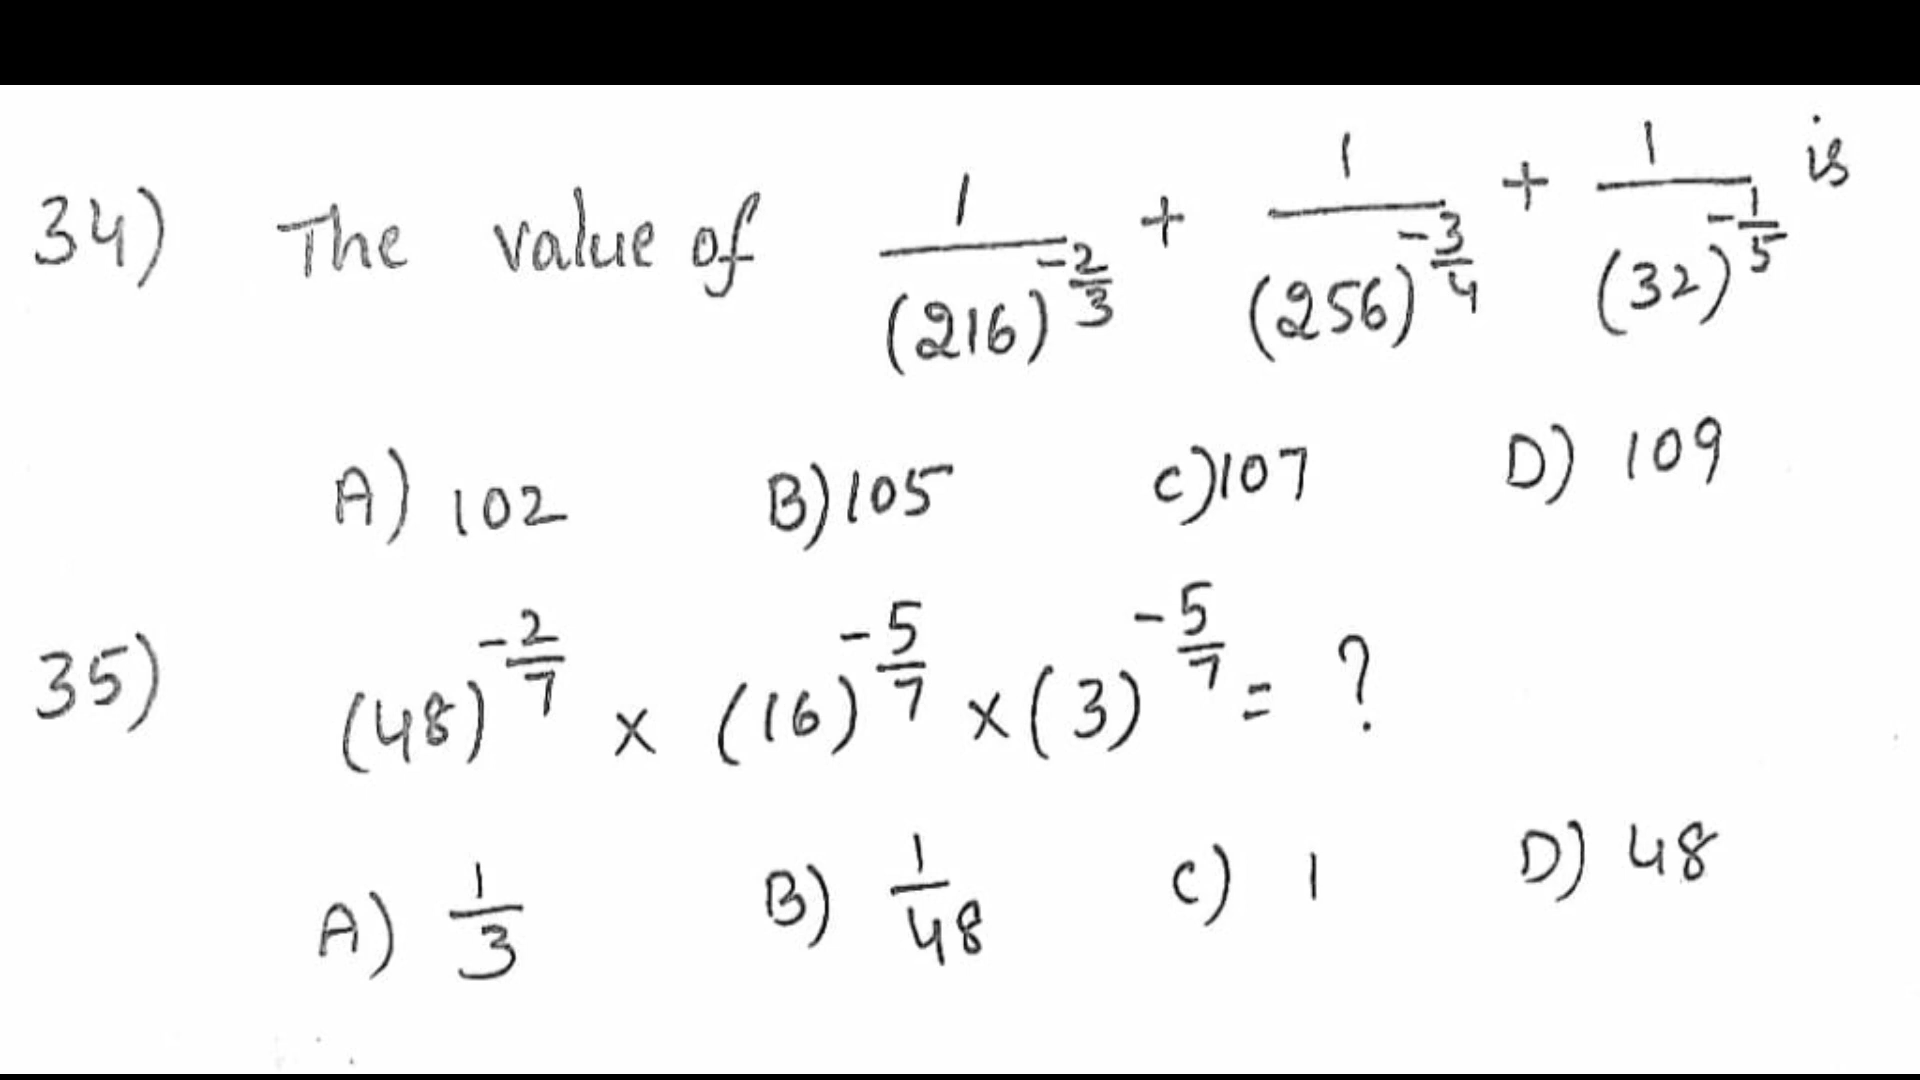 34) The value of 1/(216)^(-2/3) + 1/(256)^(-3/4) + 1/(32)^(-1/5) is
A) 102 B) 105 C) 107 D) 109
35) (48)^(-2/7) × (16)^(-5/7) × (3)^(-5/7) = ?
A) 1/3 B) 1/48 C) 1 D) 48